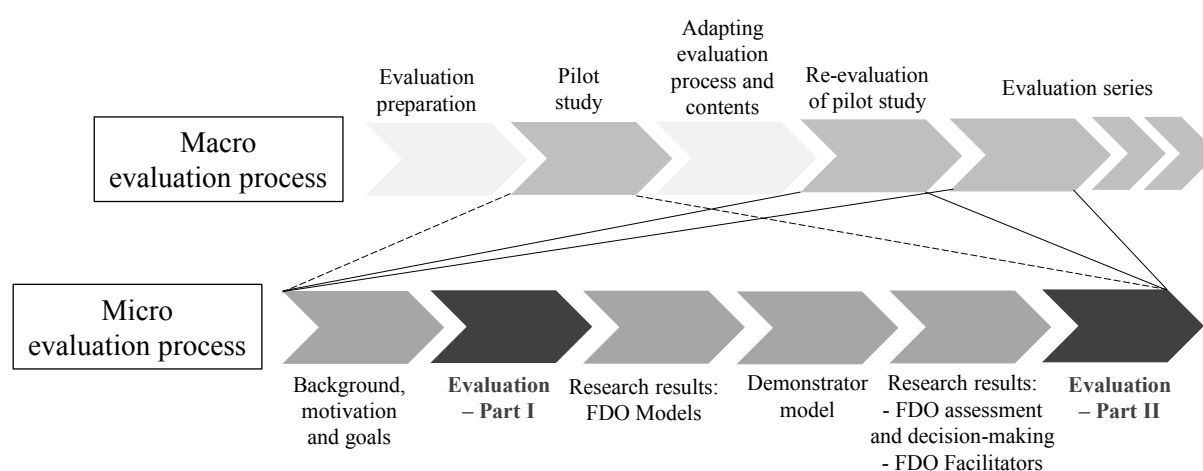 Evaluation
preparation
Pilot
study
Adapting
evaluation
process and
contents
Re-evaluation
of pilot study
Evaluation series
Macro
evaluation process
Micro
evaluation process
Background,
motivation
and goals
Evaluation
– Part I
Research results:
FDO Models
Demonstrator
model
Research results:
- FDO assessment
and decision-making
- FDO Facilitators
Evaluation
– Part II